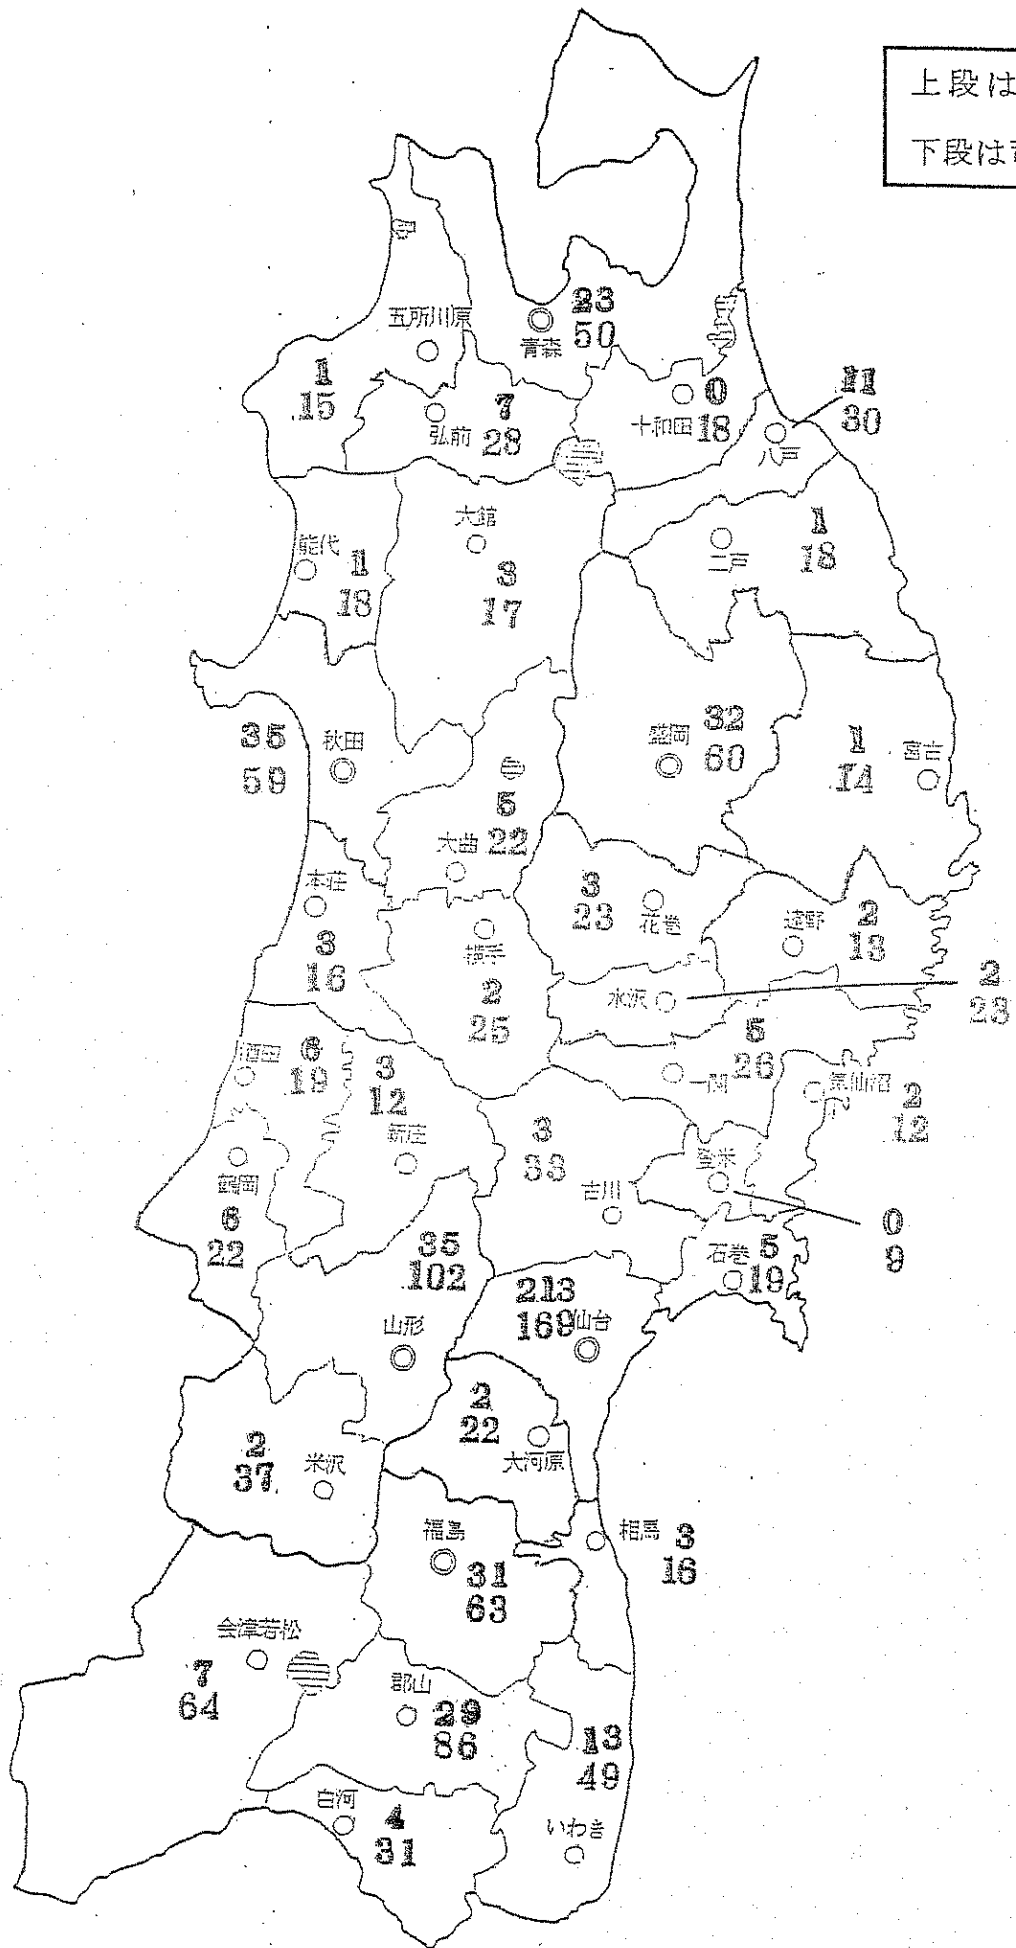 上段は
下段は
五所川原
1
15
青森
23
50
弘前
7
28
十和田
0
18
八戸
21
30
能代
1
18
大館
3
17
二戸
1
18
秋田
35
59
大曲
5
22
盛岡
32
60
宮古
1
14
本荘
3
16
横手
2
25
花巻
3
23
遠野
2
13
水沢
2
23
酒田
6
19
新庄
3
12
一関
5
26
気仙沼
2
12
鶴岡
6
22
古川
3
33
登米
0
9
石巻
5
19
山形
35
102
仙台
213
169
米沢
2
37
大河原
2
22
福島
31
63
相馬
3
16
会津若松
7
64
郡山
29
86
いわき
13
49
白河
4
31